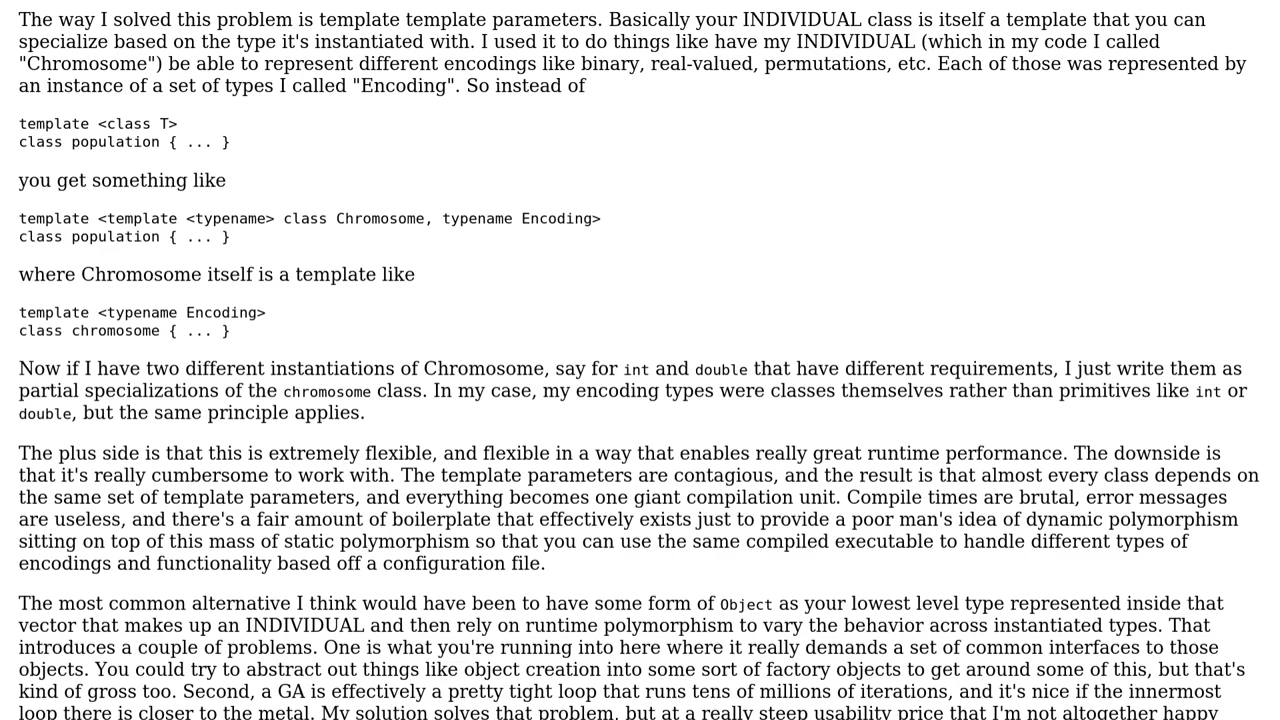 The way I solved this problem is template template parameters. Basically your INDIVIDUAL class is itself a template that you can
specialize based on the type it's instantiated with. I used it to do things like have my INDIVIDUAL (which in my code I called
"Chromosome") be able to represent different encodings like binary, real-valued, permutations, etc. Each of those was represented by
an instance of a set of types I called "Encoding". So instead of
template <class T>
class population { ... }
you get something like
template <template <typename> class Chromosome, typename Encoding>
class population { ... }
where Chromosome itself is a template like
template <typename Encoding>
class chromosome { ... }
Now if I have two different instantiations of Chromosome, say for int and double that have different requirements, I just write them as
partial specializations of the chromosome class. In my case, my encoding types were classes themselves rather than primitives like int or
double, but the same principle applies.
The plus side is that this is extremely flexible, and flexible in a way that enables really great runtime performance. The downside is
that it's really cumbersome to work with. The template parameters are contagious, and the result is that almost every class depends on
the same set of template parameters, and everything becomes one giant compilation unit. Compile times are brutal, error messages
are useless, and there's a fair amount of boilerplate that effectively exists just to provide a poor man's idea of dynamic polymorphism
sitting on top of this mass of static polymorphism so that you can use the same compiled executable to handle different types of
encodings and functionality based off a configuration file.
The most common alternative I think would have been to have some form of Object as your lowest level type represented inside that
vector that makes up an INDIVIDUAL and then rely on runtime polymorphism to vary the behavior across instantiated types. That
introduces a couple of problems. One is what you're running into here where it really demands a set of common interfaces to those
objects. You could try to abstract out things like object creation into some sort of factory objects to get around some of this, but that's
kind of gross too. Second, a GA is effectively a pretty tight loop that runs tens of millions of iterations, and it's nice if the innermost
loop there is closer to the metal. My solution solves that problem, but at a really steep usability price that I'm not altogether happy